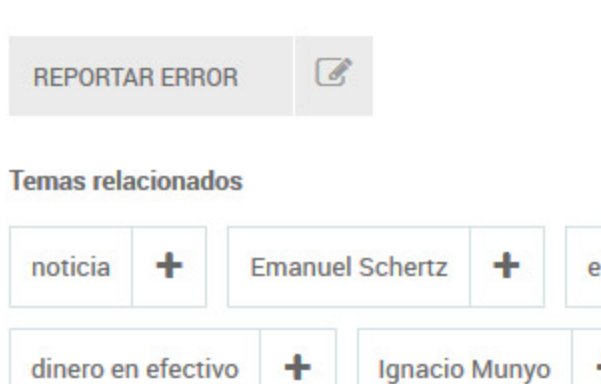 REPORTAR ERROR
Temas relacionados
noticia + Emanuel Schertz + e
dinero en efectivo + Ignacio Munyo